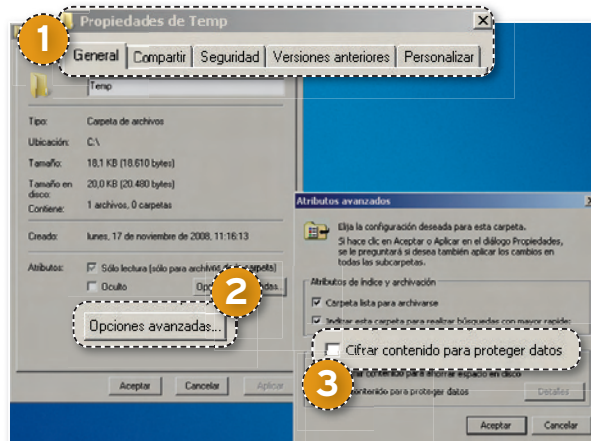 1
Propiedades de Temp
General Compartir Seguridad Versiones anteriores Personalizar
Temp
Tipo: Carpeta de archivos
Ubicación: C:\
Tamaño: 18,1 KB (18.610 bytes)
Tamaño en disco: 20,0 KB (20.480 bytes)
Contiene: 1 archivos, 0 carpetas
Creado: lunes, 17 de noviembre de 2008, 11:16:13
Atributos: Sólo lectura (sólo para archivos de carpeta)
Oculto
2
Opciones avanzadas...
Aceptar Cancelar Aplicar
Atributos avanzados
Elija la configuración deseada para esta carpeta.
Si hace clic en Aceptar o Aplicar en el diálogo Propiedades,
se le preguntará si desea también aplicar los cambios en
todas las subcarpetas.
Atributos de índice y archivación
Carpeta lista para archivarse
Indizar esta carpeta para realizar búsquedas con mayor rapidez
Cifrar contenido para proteger datos
3
contenido para ahorrar espacio en disco
contenido para proteger datos Detalles
Aceptar Cancelar